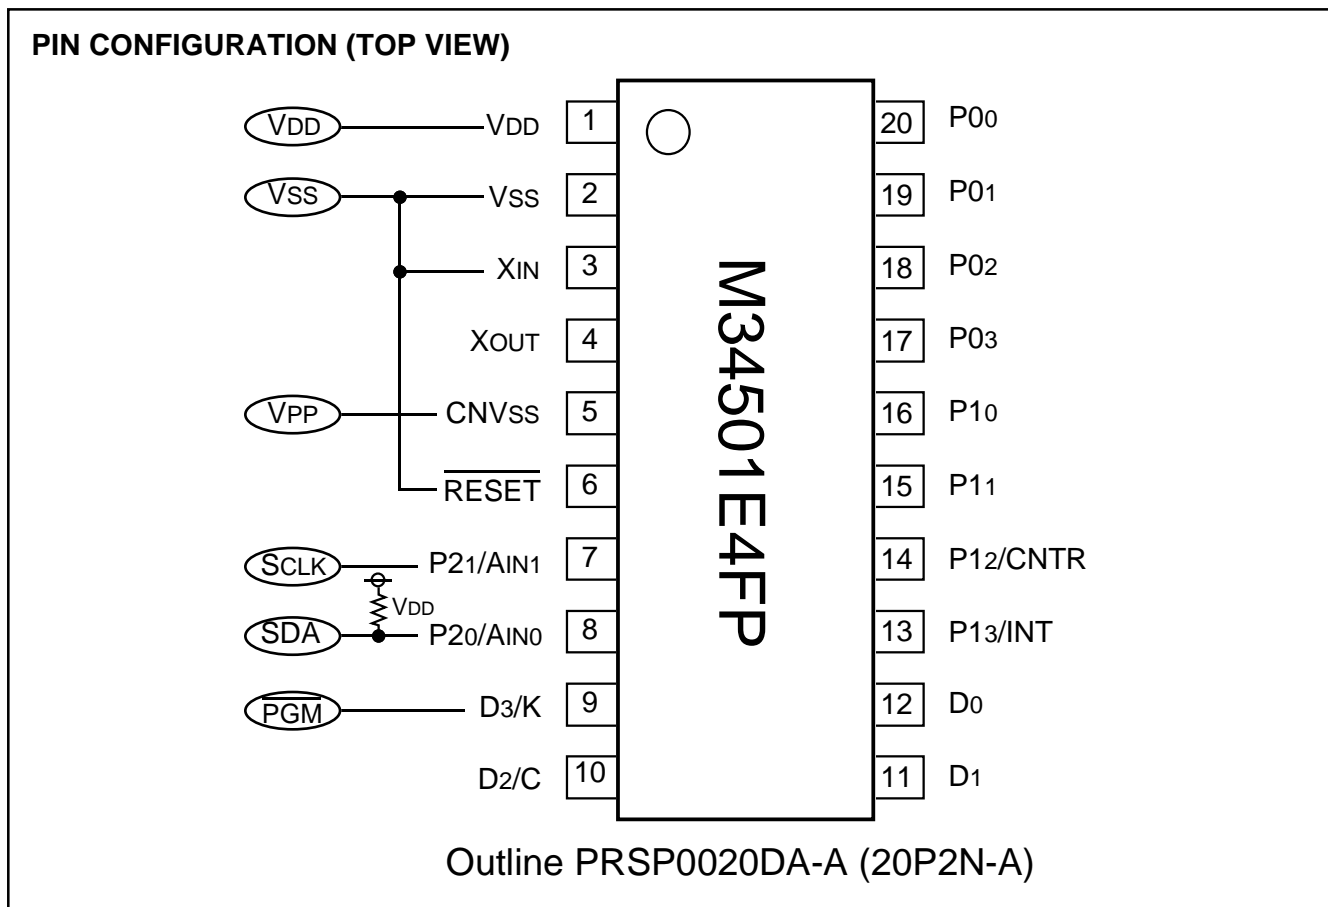 PIN CONFIGURATION (TOP VIEW)
VDD VDD 1 20 P00
VSS VSS 2 19 P01
XIN 3 18 P02
XOUT 4 17 P03
VPP CNVSS 5 16 P10
RESET 6 15 P11
SCLK P21/AIN1 7 14 P12/CNTR
VDD
SDA P20/AIN0 8 13 P13/INT
PGM D3/K 9 12 D0
D2/C 10 11 D1
M34501E4FP
Outline PRSP0020DA-A (20P2N-A)